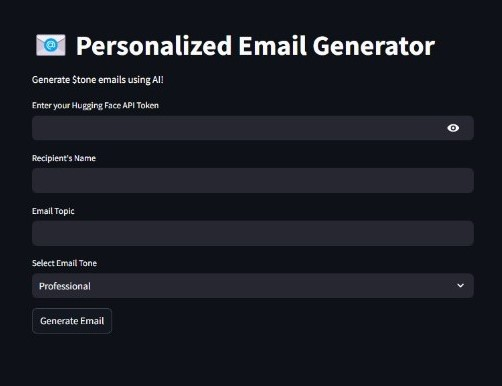 Personalized Email Generator
Generate $tone emails using AI!
Enter your Hugging Face API Token
Recipient's Name
Email Topic
Select Email Tone
Professional
Generate Email